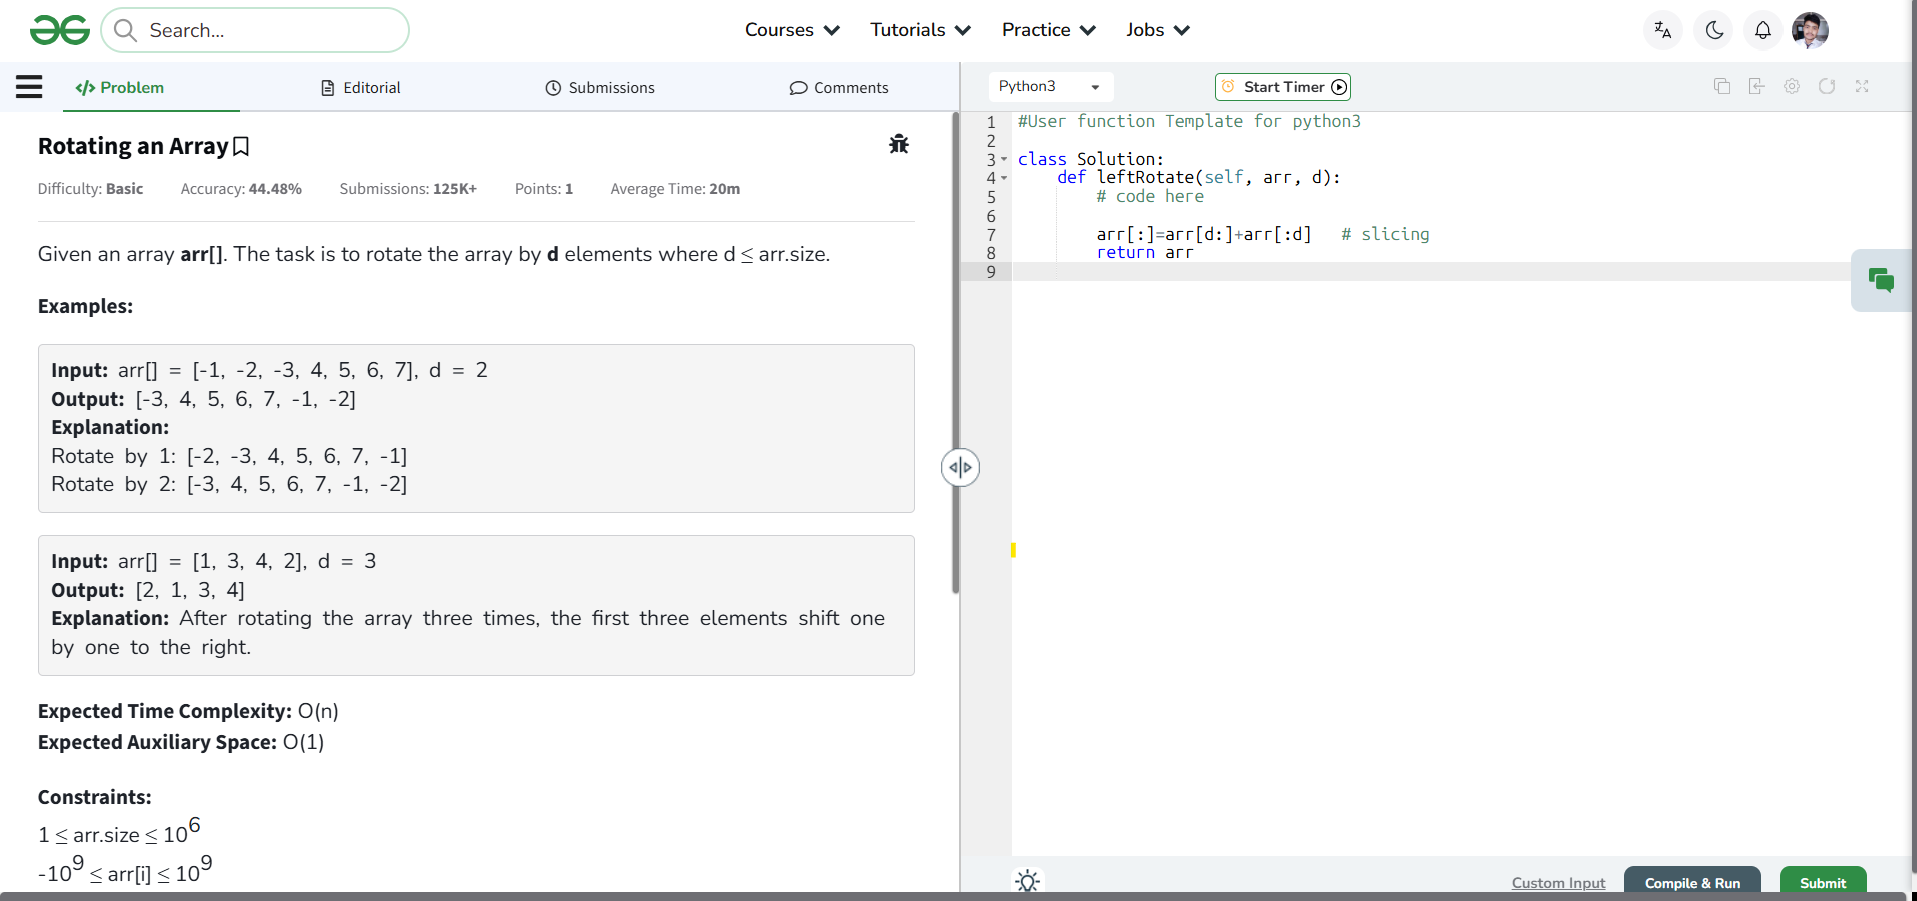 Search...
Courses Tutorials Practice Jobs
Problem Editorial Submissions Comments
Rotating an Array
Difficulty: Basic Accuracy: 44.48% Submissions: 125K+ Points: 1 Average Time: 20m
Given an array arr[]. The task is to rotate the array by d elements where d ≤ arr.size.
Examples:
Input: arr[] = [-1, -2, -3, 4, 5, 6, 7], d = 2
Output: [-3, 4, 5, 6, 7, -1, -2]
Explanation:
Rotate by 1: [-2, -3, 4, 5, 6, 7, -1]
Rotate by 2: [-3, 4, 5, 6, 7, -1, -2]
Input: arr[] = [1, 3, 4, 2], d = 3
Output: [2, 1, 3, 4]
Explanation: After rotating the array three times, the first three elements shift one
by one to the right.
Expected Time Complexity: O(n)
Expected Auxiliary Space: O(1)
Constraints:
1 ≤ arr.size ≤ 10^6
-10^9 ≤ arr[i] ≤ 10^9
Python3 Start Timer
1 #User function Template for python3
2
3 class Solution:
4     def leftRotate(self, arr, d):
5         # code here
6
7         arr[:]=arr[d:]+arr[:d]   # slicing
8         return arr
9
Custom Input Compile & Run Submit